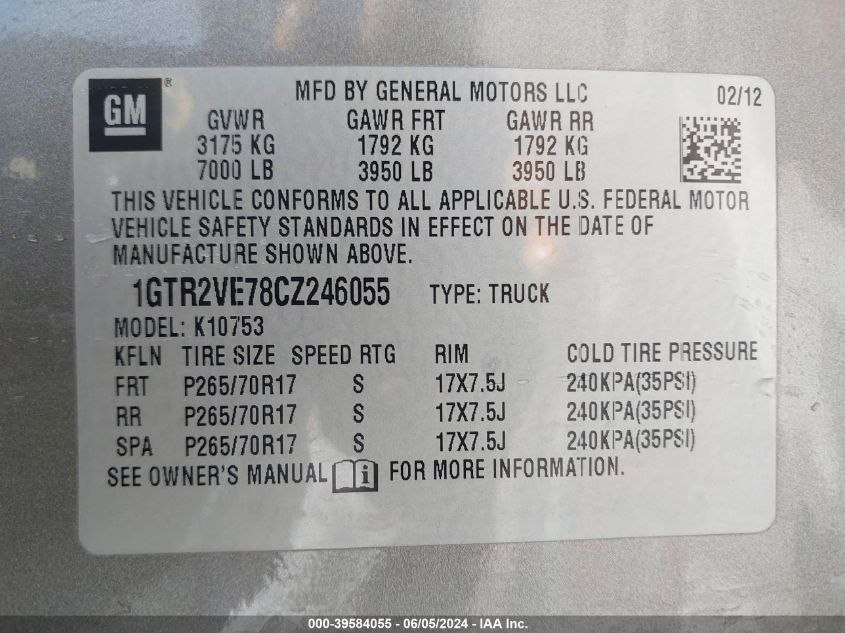 GM®
MFD BY GENERAL MOTORS LLC 02/12
GVWR GAWR FRT GAWR RR
3175 KG 1792 KG 1792 KG
7000 LB 3950 LB 3950 LB
THIS VEHICLE CONFORMS TO ALL APPLICABLE U.S. FEDERAL MOTOR
VEHICLE SAFETY STANDARDS IN EFFECT ON THE DATE OF
MANUFACTURE SHOWN ABOVE.
1GTR2VE78CZ246055 TYPE: TRUCK
MODEL: K10753
KFLN TIRE SIZE SPEED RTG RIM COLD TIRE PRESSURE
FRT P265/70R17 S 17X7.5J 240KPA(35PSI)
RR P265/70R17 S 17X7.5J 240KPA(35PSI)
SPA P265/70R17 S 17X7.5J 240KPA(35PSI)
SEE OWNER'S MANUAL i FOR MORE INFORMATION.
000-39584055 - 06/05/2024 - IAA Inc.